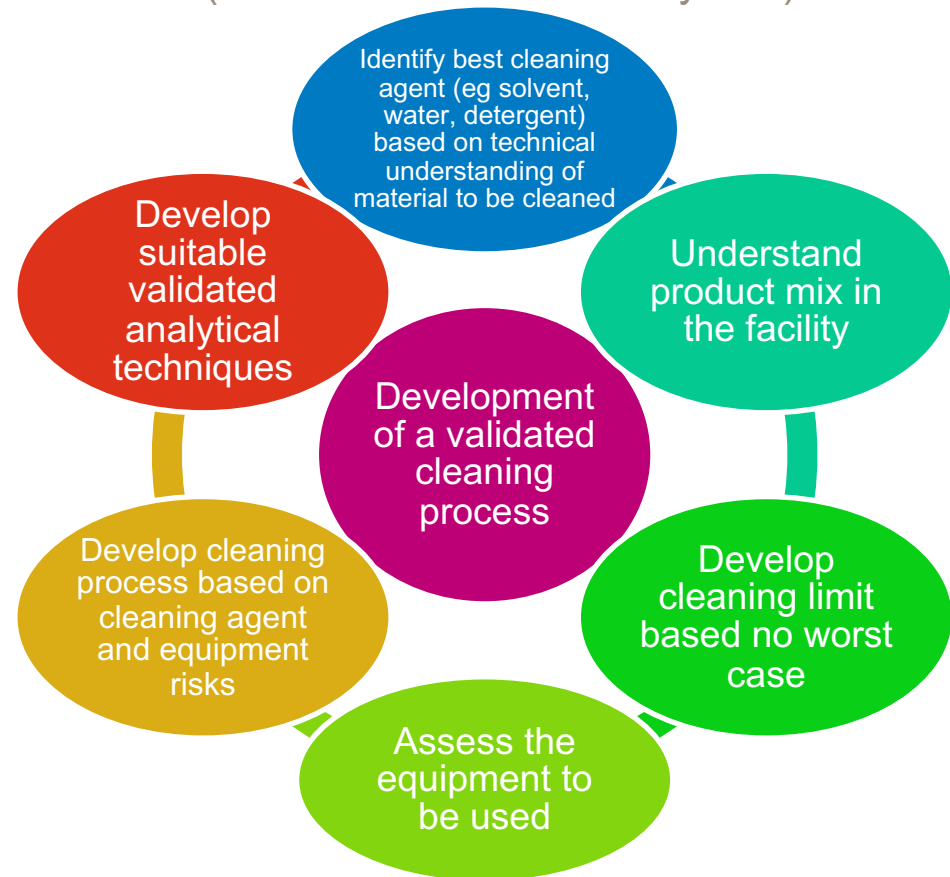 Identify best cleaning
agent (eg solvent,
water, detergent)
based on technical
understanding of
material to be cleaned
Understand
product mix in
the facility
Develop
cleaning limit
based no worst
case
Assess the
equipment to
be used
Develop cleaning
process based on
cleaning agent
and equipment
risks
Develop
suitable
validated
analytical
techniques
Development
of a validated
cleaning
process